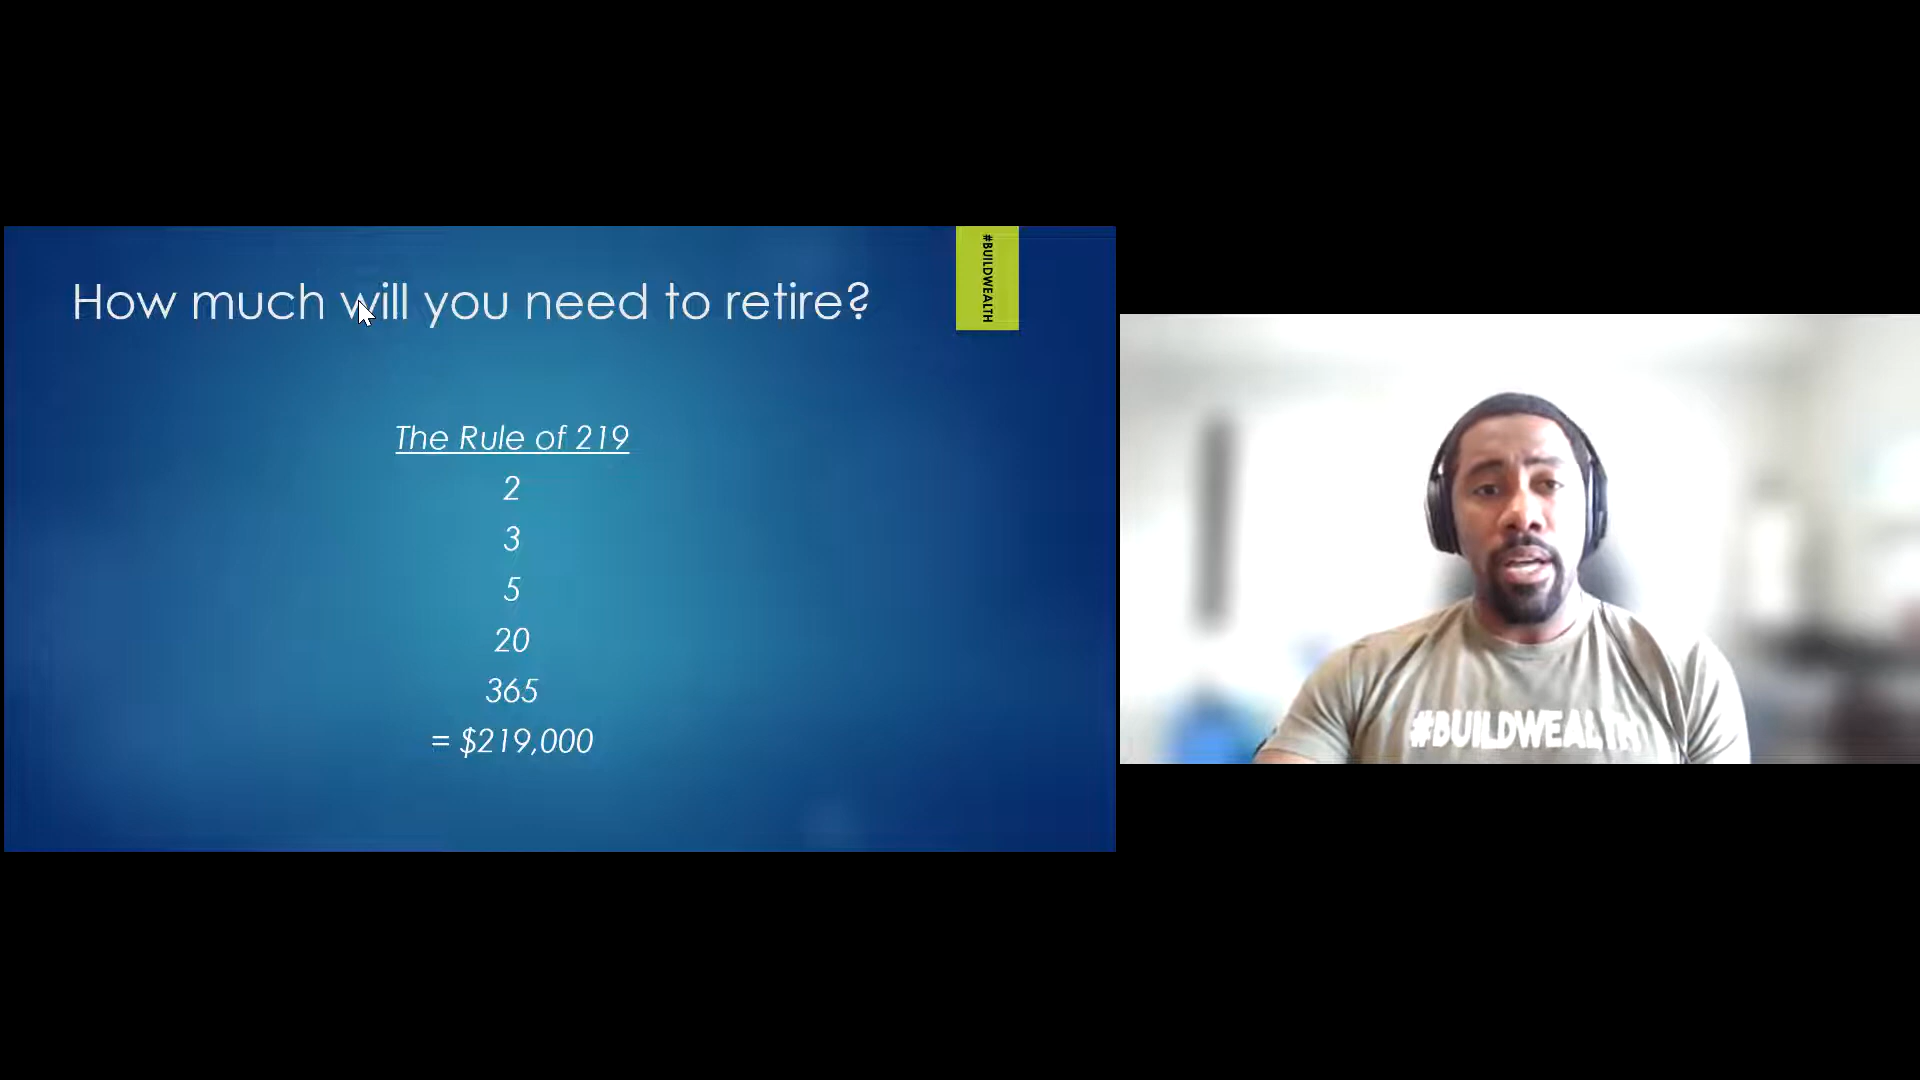 How much will you need to retire?
#BUILDWEALTH
The Rule of 219
2
3
5
20
365
= $219,000
#BUILDWEALTH